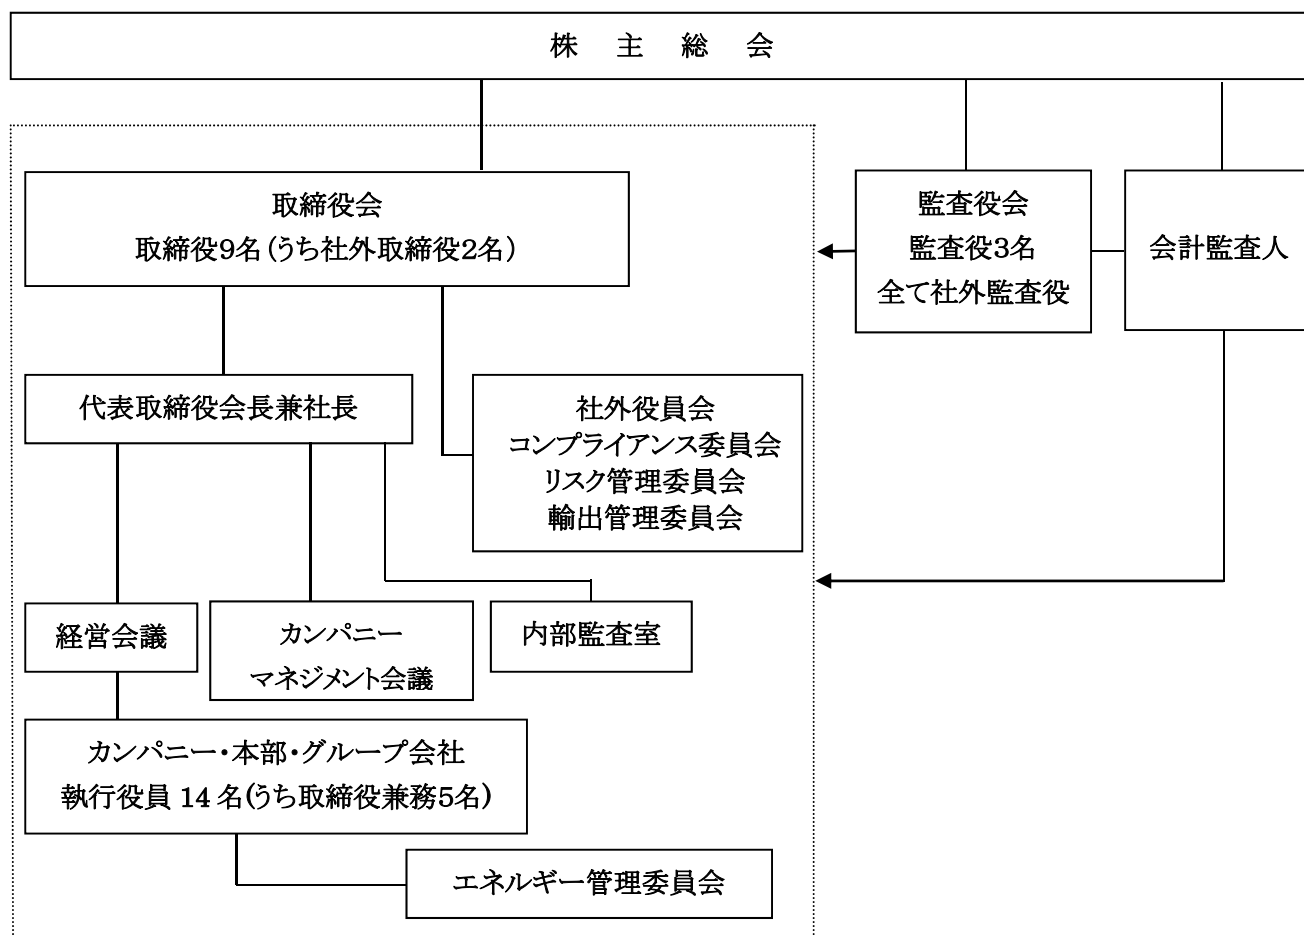 株 主 総 会
取締役会
取締役9名(うち社外取締役2名)
監査役会
監査役3名
全て社外監査役
会計監査人
代表取締役会長兼社長
社外役員会
コンプライアンス委員会
リスク管理委員会
輸出管理委員会
経営会議
カンパニー
マネジメント会議
内部監査室
カンパニー・本部・グループ会社
執行役員 14 名(うち取締役兼務5名)
エネルギー管理委員会